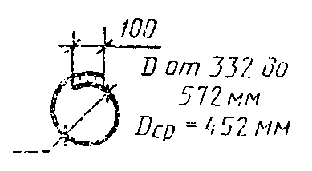 100
D от 332 до
572 мм
Dср = 452 мм